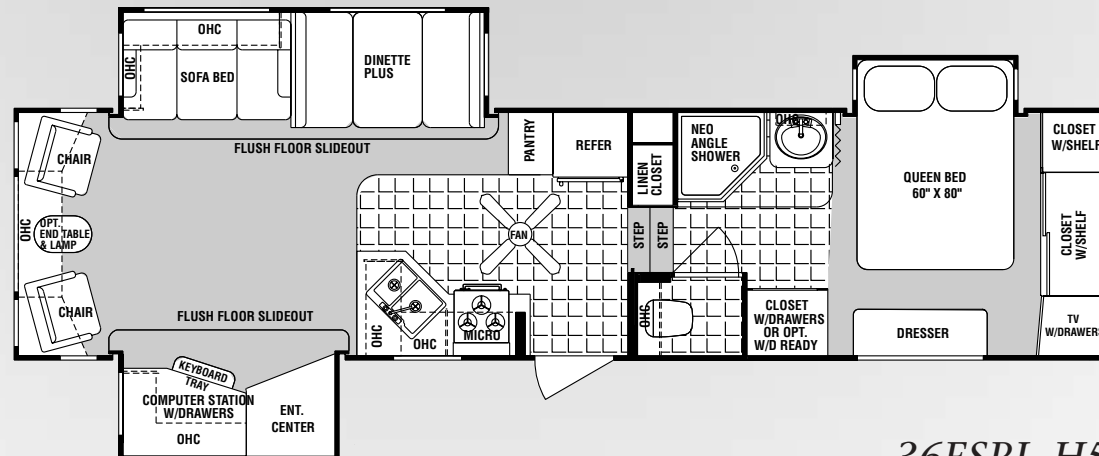 OHC
OHC
SOFA BED
DINETTE
PLUS
FLUSH FLOOR SLIDEOUT
CHAIR
OHC
OPT.
END TABLE
& LAMP
CHAIR
FLUSH FLOOR SLIDEOUT
KEYBOARD
TRAY
COMPUTER STATION
W/DRAWERS
OHC
ENT.
CENTER
PANTRY
REFER
FAN
OHC
OHC
MICRO
LINEN
CLOSET
STEP
STEP
NEO
ANGLE
SHOWER
OHC
OHC
CLOSET
W/DRAWERS
OR OPT.
W/D READY
QUEEN BED
60" X 80"
DRESSER
CLOSET
W/SHELF
CLOSET
W/SHELF
TV
W/DRAWERS